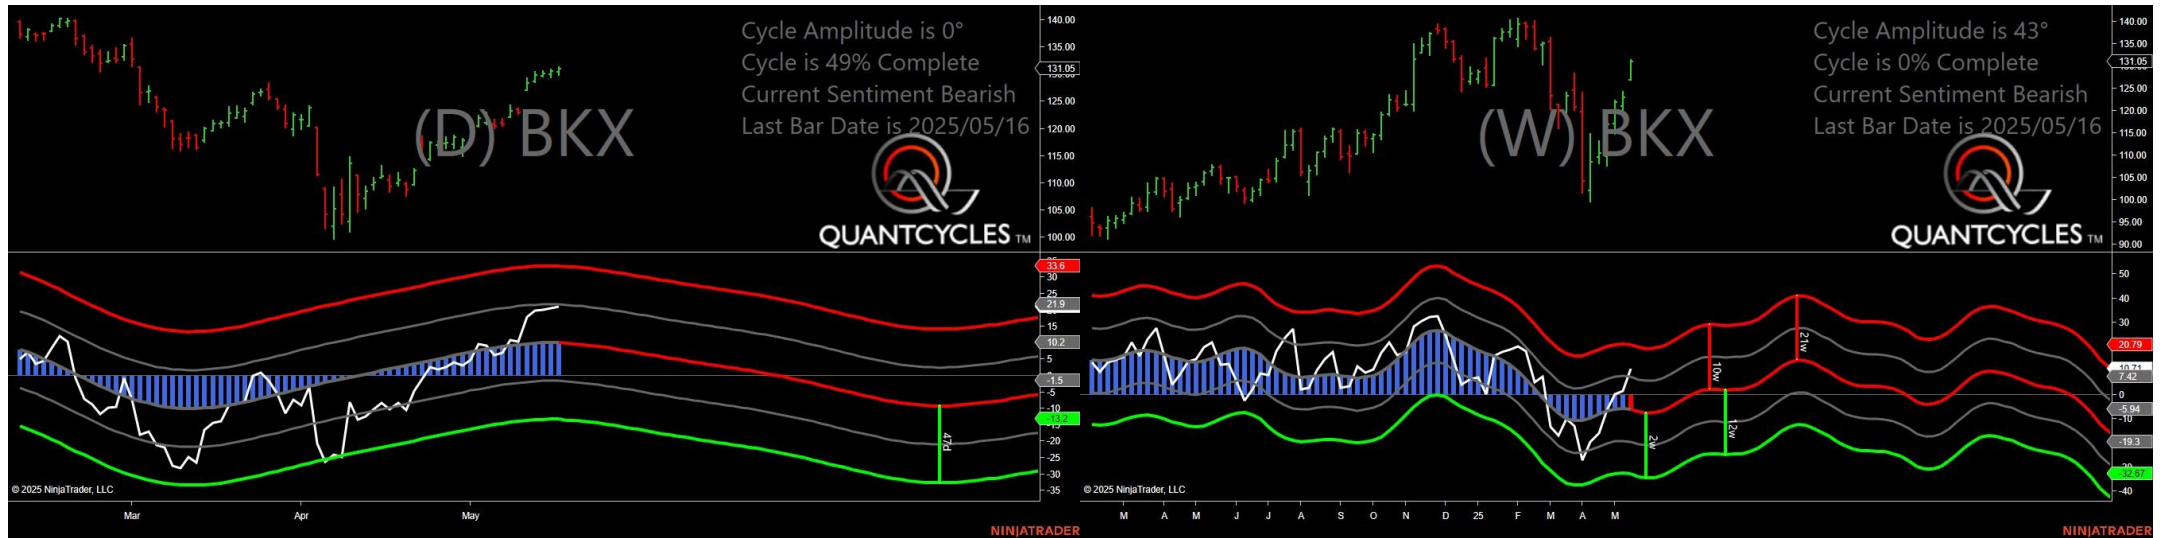 Cycle Amplitude is 0°
Cycle is 49% Complete
Current Sentiment Bearish
Last Bar Date is 2025/05/16
(D) BKX
QUANTCYCLES TM
140.00
135.00
131.05
125.00
120.00
115.00
110.00
105.00
100.00
33.6
30
25
21.9
15
10.2
5
-1.5
-5
-10
-13.2
-20
-25
-30
-35
47d
© 2025 NinjaTrader, LLC
Mar
Apr
May
NINJATRADER
Cycle Amplitude is 43°
Cycle is 0% Complete
Current Sentiment Bearish
Last Bar Date is 2025/05/16
(W) BKX
QUANTCYCLES TM
140.00
135.00
131.05
125.00
120.00
115.00
110.00
105.00
100.00
95.00
90.00
50
40
30
20.79
10.71
7.42
0
-5.94
-10
-19.3
-32.67
-40
2w
10w
12w
21w
© 2025 NinjaTrader, LLC
M
A
M
J
J
A
S
O
N
D
25
F
M
A
M
NINJATRADER